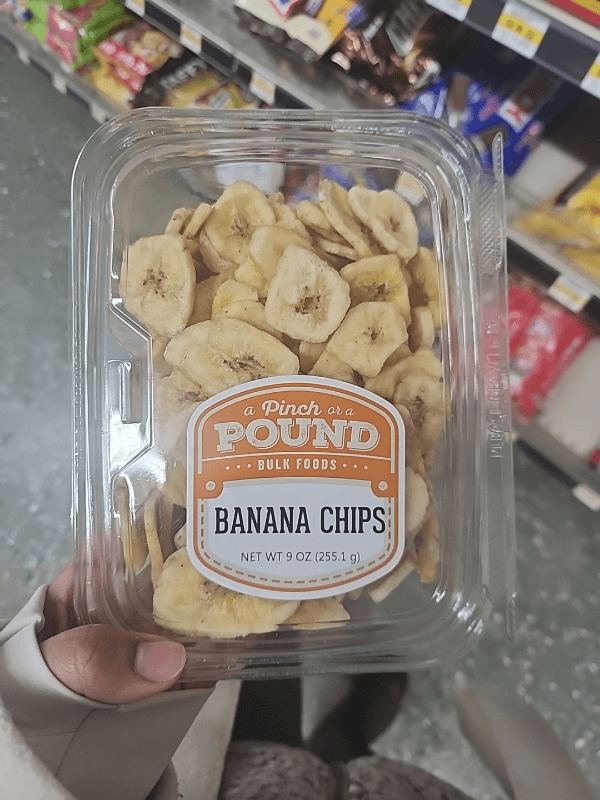 a Pinch or a
POUND
BULK FOODS
BANANA CHIPS
NET WT 9 OZ (255.1 g)